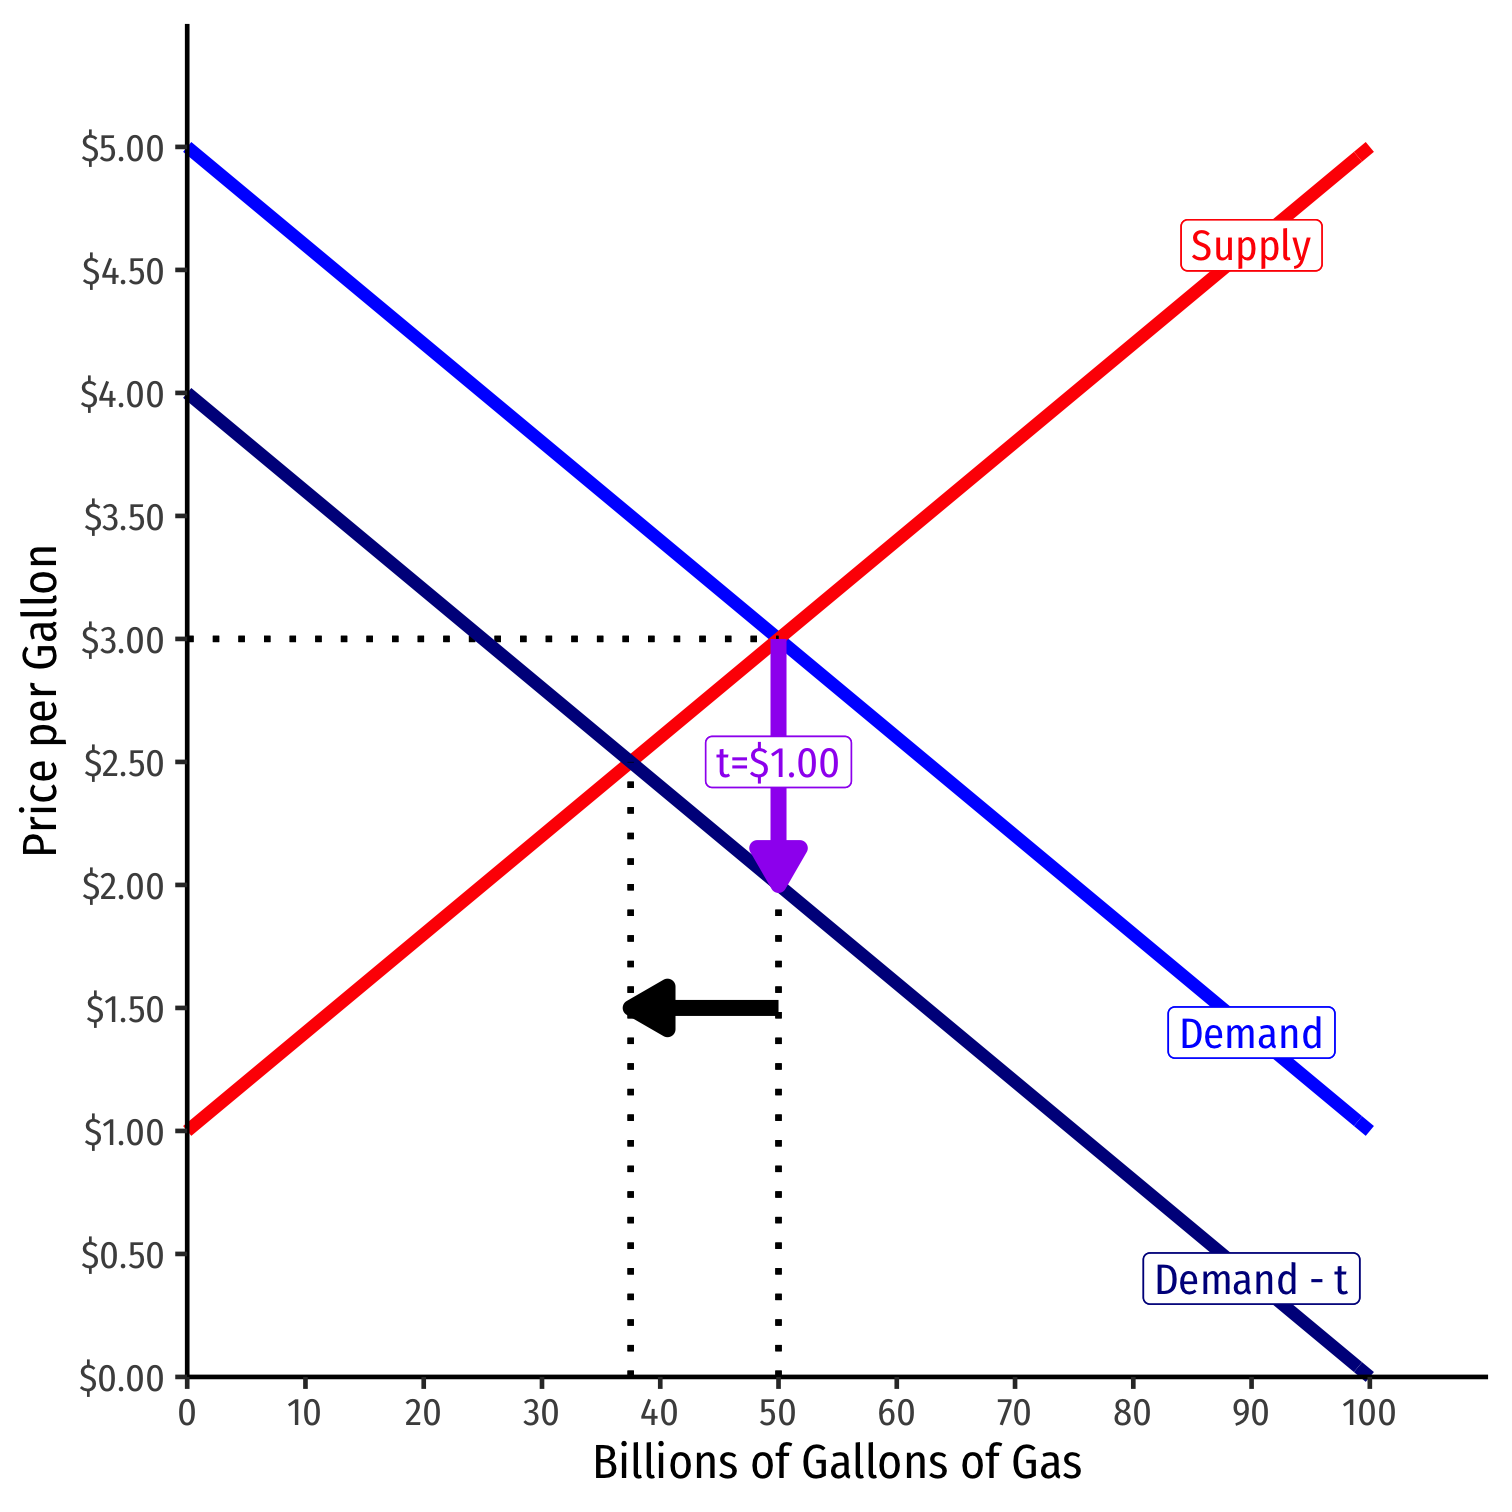 $5.00
$4.50
$4.00
$3.50
$3.00
$2.50
$2.00
$1.50
$1.00
$0.50
$0.00
Price per Gallon
Supply
t=$1.00
Demand
Demand - t
0 10 20 30 40 50 60 70 80 90 100
Billions of Gallons of Gas